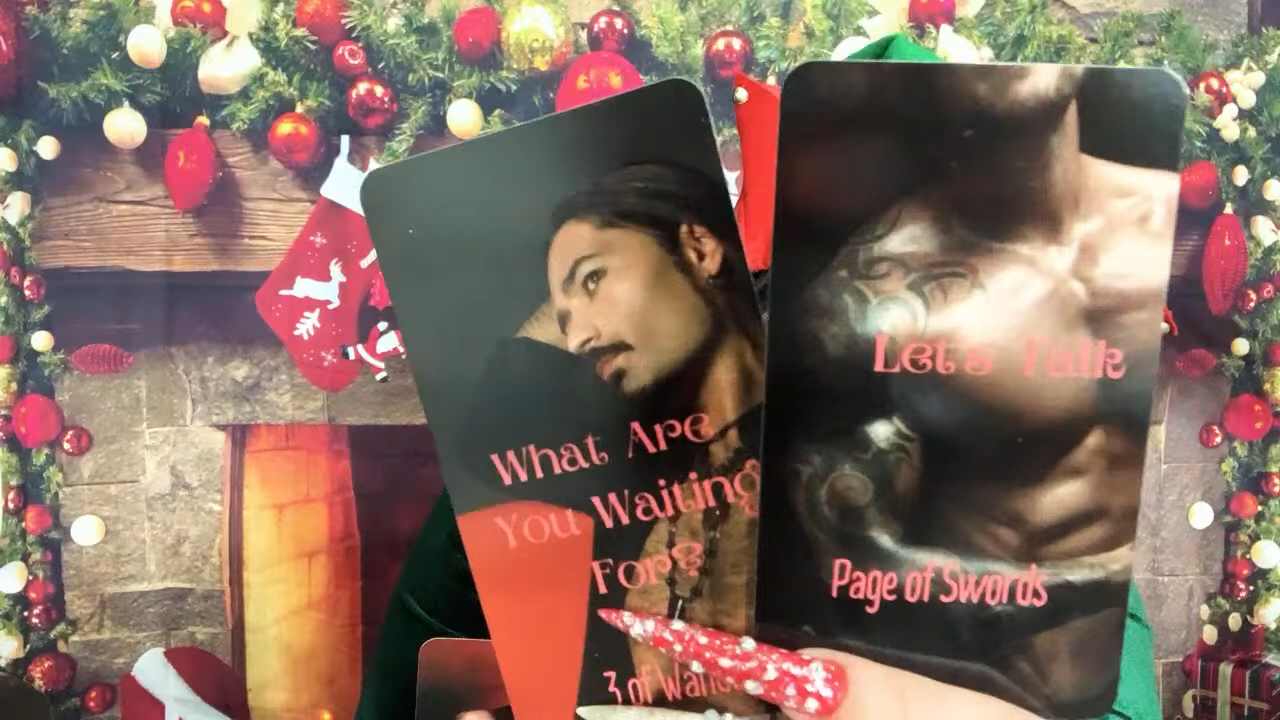 What Are
You Waiting
For?
3 of Wands
Let's Talk
Page of Swords